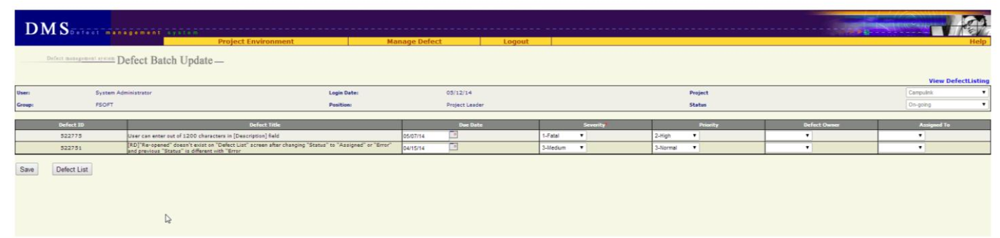 DMS Defect management system
Project Environment Manage Defect Logout Help
Defect management system Defect Batch Update
View DefectListing
User: System Administrator Login Date: 05/12/14 Project Campulink
Group: FSOFT Position: Project Leader Status On-going
Defect ID Defect Title Due Date Severity* Priority Defect Owner Assigned To
522775 User can enter out of 1200 characters in [Description] field 05/07/14 1-Fatal 2-High
522751 [RD]"Re-opened" doesn't exist on "Defect List" screen after changing "Status" to "Assigned" or "Error" 04/15/14 3-Medium 3-Normal
and previous "Status" is different with "Error
Save Defect List